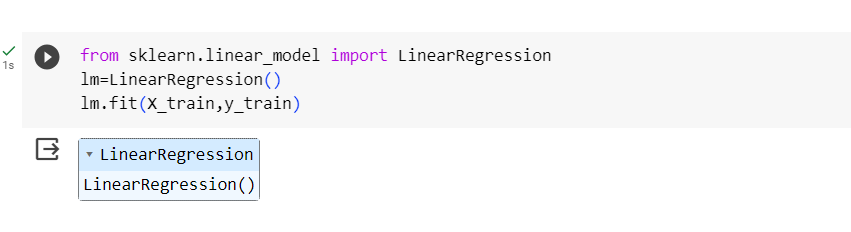 from sklearn.linear_model import LinearRegression
lm=LinearRegression()
lm.fit(X_train,y_train)
1s
LinearRegression
LinearRegression()